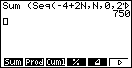 Sum (Seq(-4+2N,N,0,2
750
Sum Prod Cuml % ⊿ ▷